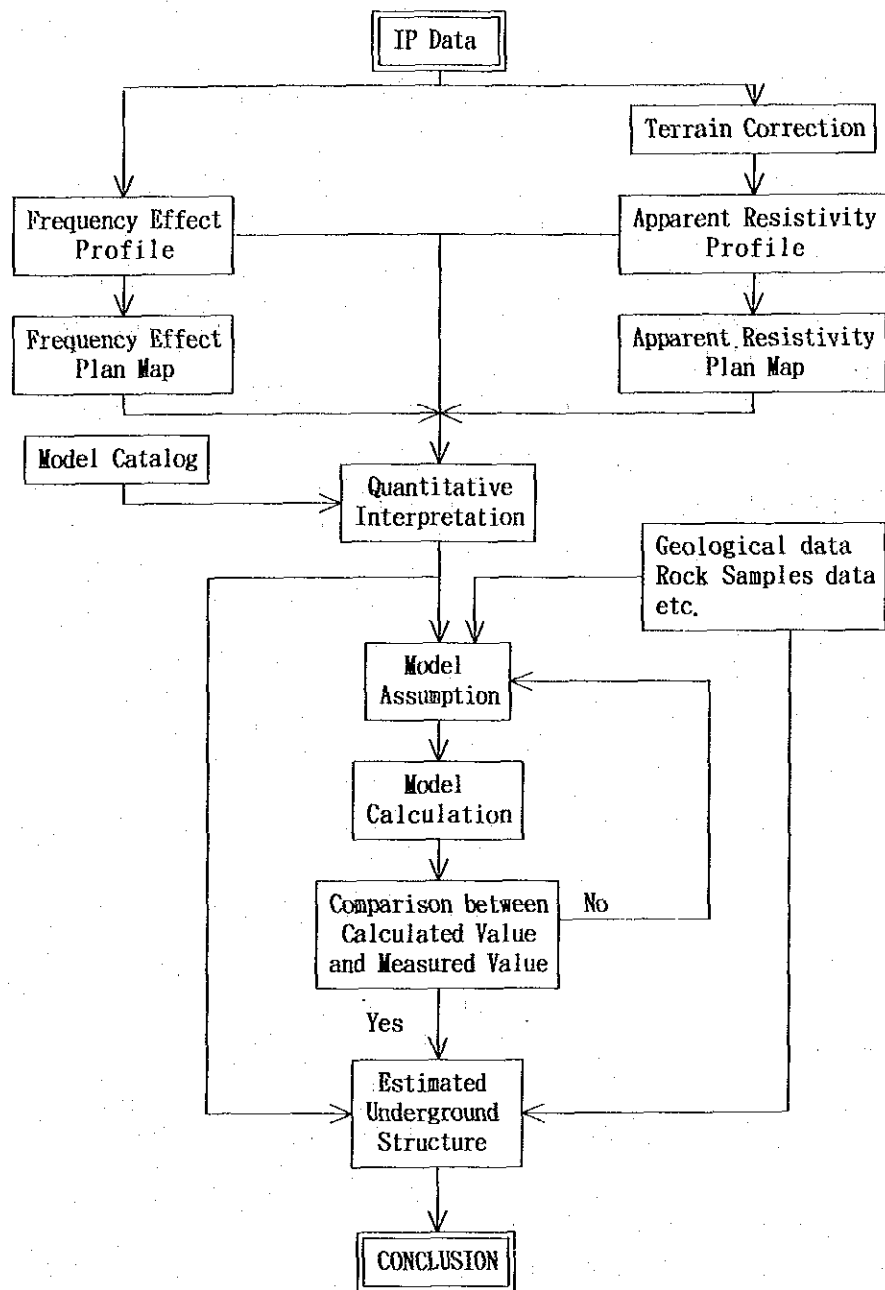 IP Data
Terrain Correction
Frequency Effect
Profile
Apparent Resistivity
Profile
Frequency Effect
Plan Map
Apparent Resistivity
Plan Map
Model Catalog
Quantitative
Interpretation
Geological data
Rock Samples data
etc.
Model
Assumption
Model
Calculation
Comparison between
Calculated Value
and Measured Value
No
Yes
Estimated
Underground
Structure
CONCLUSION